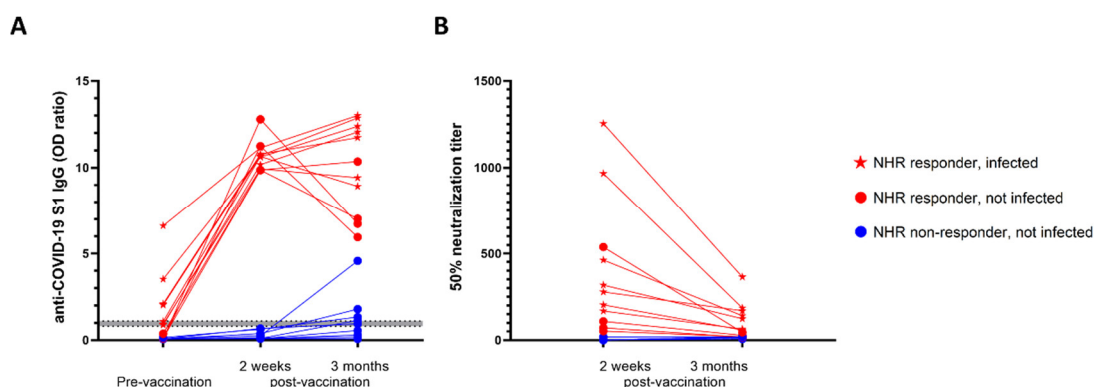 A
B
anti-COVID-19 S1 IgG (OD ratio)
15
10
5
0
Pre-vaccination
2 weeks
3 months
post-vaccination
50% neutralization titer
1500
1000
500
0
2 weeks
3 months
post-vaccination
NHR responder, infected
NHR responder, not infected
NHR non-responder, not infected